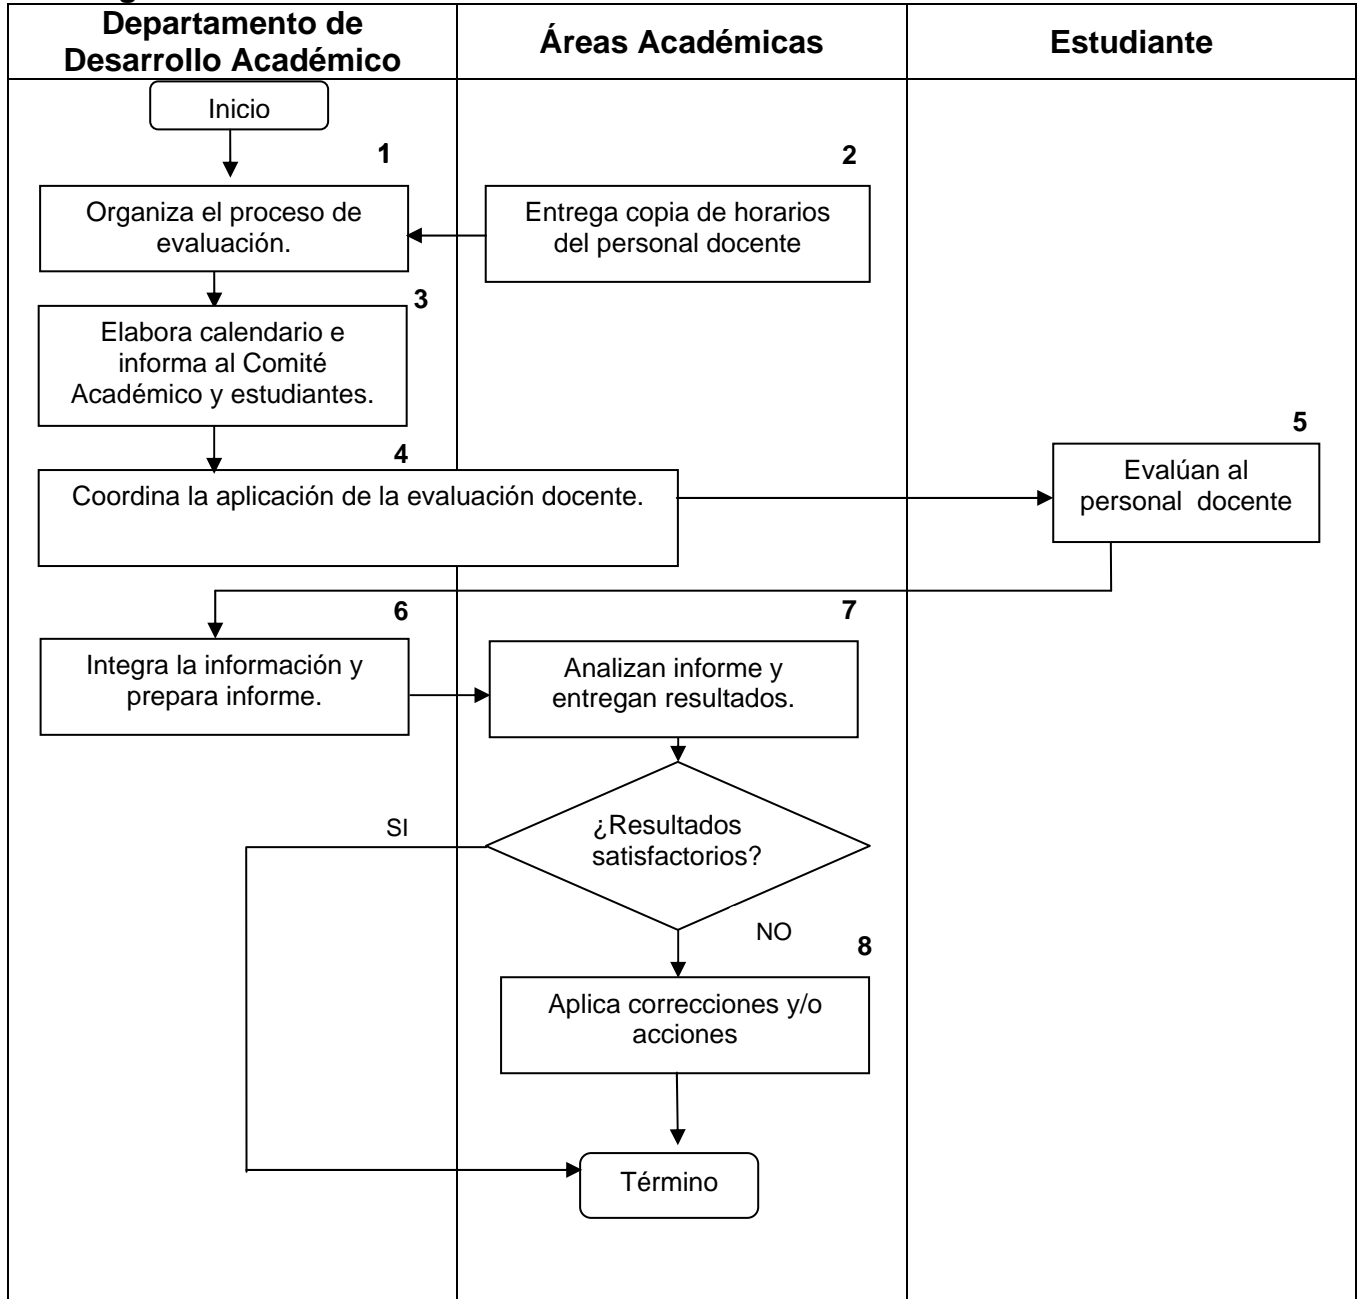 Departamento de
Desarrollo Académico
Áreas Académicas
Estudiante
Inicio
1
2
Organiza el proceso de
evaluación.
Entrega copia de horarios
del personal docente
3
Elabora calendario e
informa al Comité
Académico y estudiantes.
4
5
Coordina la aplicación de la evaluación docente.
Evalúan al
personal docente
6
7
Integra la información y
prepara informe.
Analizan informe y
entregan resultados.
SI
¿Resultados
satisfactorios?
NO
8
Aplica correcciones y/o
acciones
Término